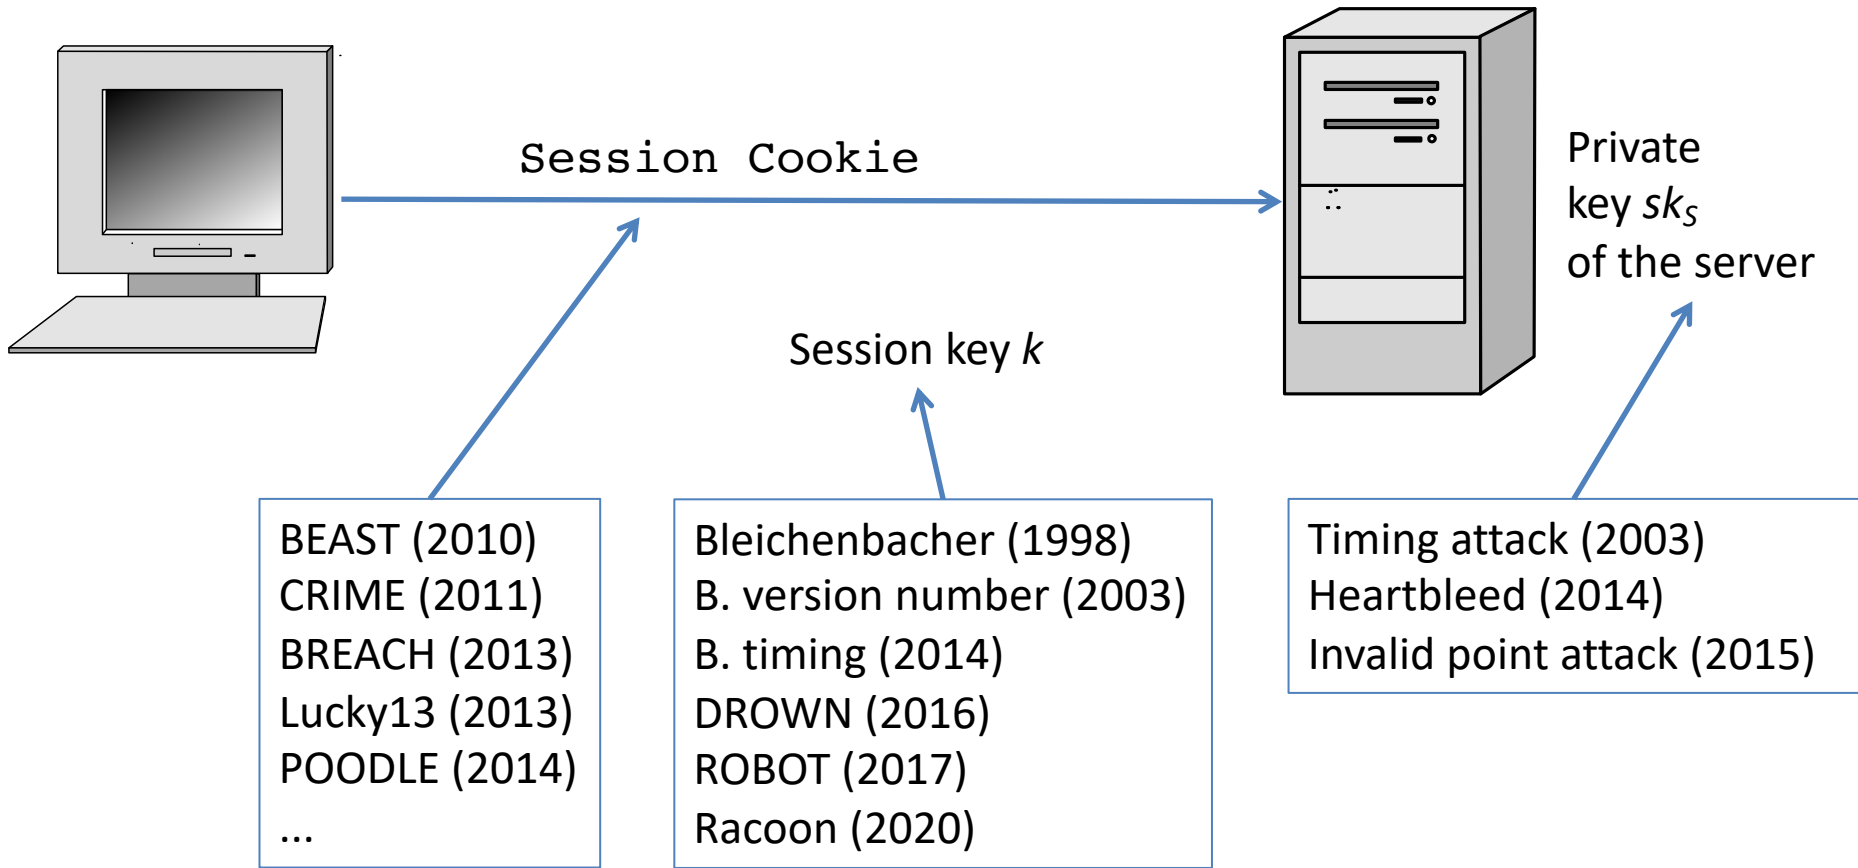 Session Cookie
Private
key skS
of the server
Session key k
BEAST (2010)
CRIME (2011)
BREACH (2013)
Lucky13 (2013)
POODLE (2014)
...
Bleichenbacher (1998)
B. version number (2003)
B. timing (2014)
DROWN (2016)
ROBOT (2017)
Racoon (2020)
Timing attack (2003)
Heartbleed (2014)
Invalid point attack (2015)